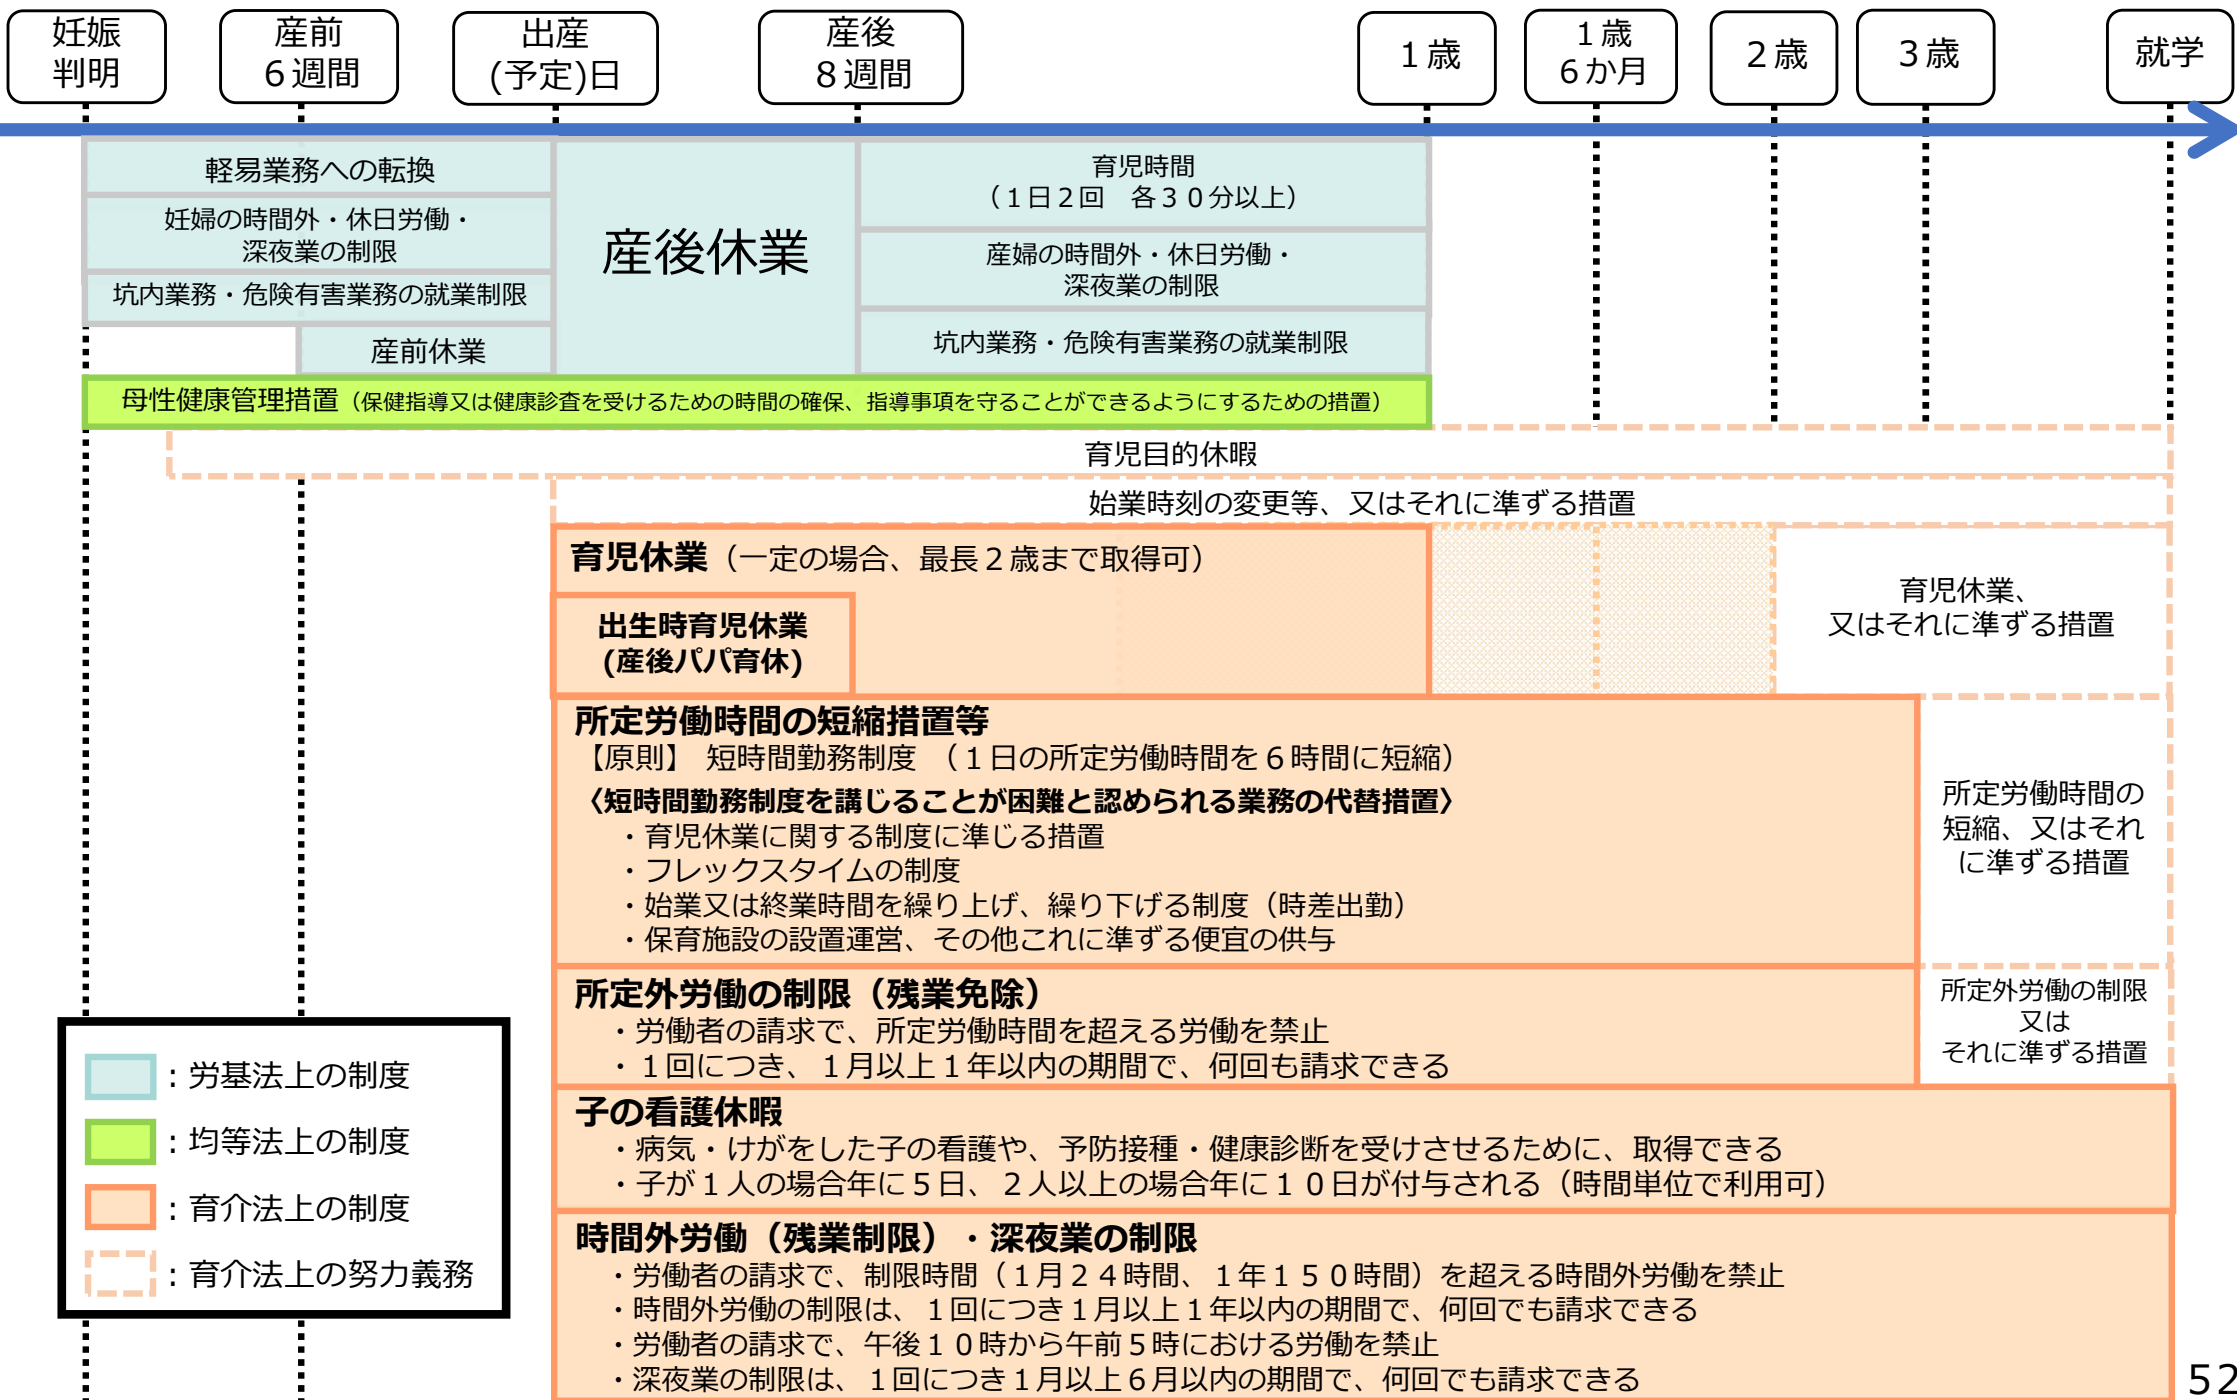 妊娠
判明
産前
６週間
出産
(予定)日
産後
８週間
１歳
１歳
６か月
２歳
３歳
就学
軽易業務への転換
妊婦の時間外・休日労働・
深夜業の制限
坑内業務・危険有害業務の就業制限
産前休業
産後休業
育児時間
（１日２回　各３０分以上）
産婦の時間外・休日労働・
深夜業の制限
坑内業務・危険有害業務の就業制限
母性健康管理措置（保健指導又は健康診査を受けるための時間の確保、指導事項を守ることができるようにするための措置）
育児目的休暇
始業時刻の変更等、又はそれに準ずる措置
育児休業（一定の場合、最長２歳まで取得可）
出生時育児休業
(産後パパ育休)
育児休業、
又はそれに準ずる措置
所定労働時間の短縮措置等
【原則】 短時間勤務制度 （１日の所定労働時間を６時間に短縮）
〈短時間勤務制度を講じることが困難と認められる業務の代替措置〉
・育児休業に関する制度に準じる措置
・フレックスタイムの制度
・始業又は終業時間を繰り上げ、繰り下げる制度（時差出勤）
・保育施設の設置運営、その他これに準ずる便宜の供与
所定労働時間の
短縮、又はそれ
に準ずる措置
所定外労働の制限（残業免除）
・労働者の請求で、所定労働時間を超える労働を禁止
・１回につき、１月以上１年以内の期間で、何回も請求できる
所定外労働の制限
又は
それに準ずる措置
子の看護休暇
・病気・けがをした子の看護や、予防接種・健康診断を受けさせるために、取得できる
・子が１人の場合年に５日、２人以上の場合年に１０日が付与される（時間単位で利用可）
時間外労働（残業制限）・深夜業の制限
・労働者の請求で、制限時間（１月２４時間、１年１５０時間）を超える時間外労働を禁止
・時間外労働の制限は、１回につき１月以上１年以内の期間で、何回でも請求できる
・労働者の請求で、午後１０時から午前５時における労働を禁止
・深夜業の制限は、１回につき１月以上６月以内の期間で、何回でも請求できる
：労基法上の制度
：均等法上の制度
：育介法上の制度
：育介法上の努力義務
52